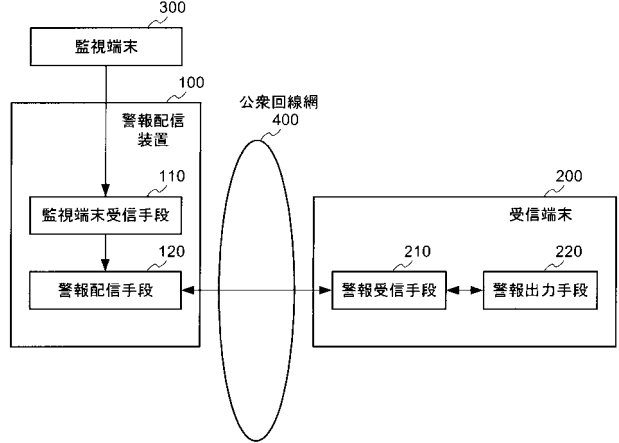 300
監視端末
100
警報配信
装置
110
監視端末受信手段
120
警報配信手段
公衆回線網
400
200
受信端末
210
警報受信手段
220
警報出力手段